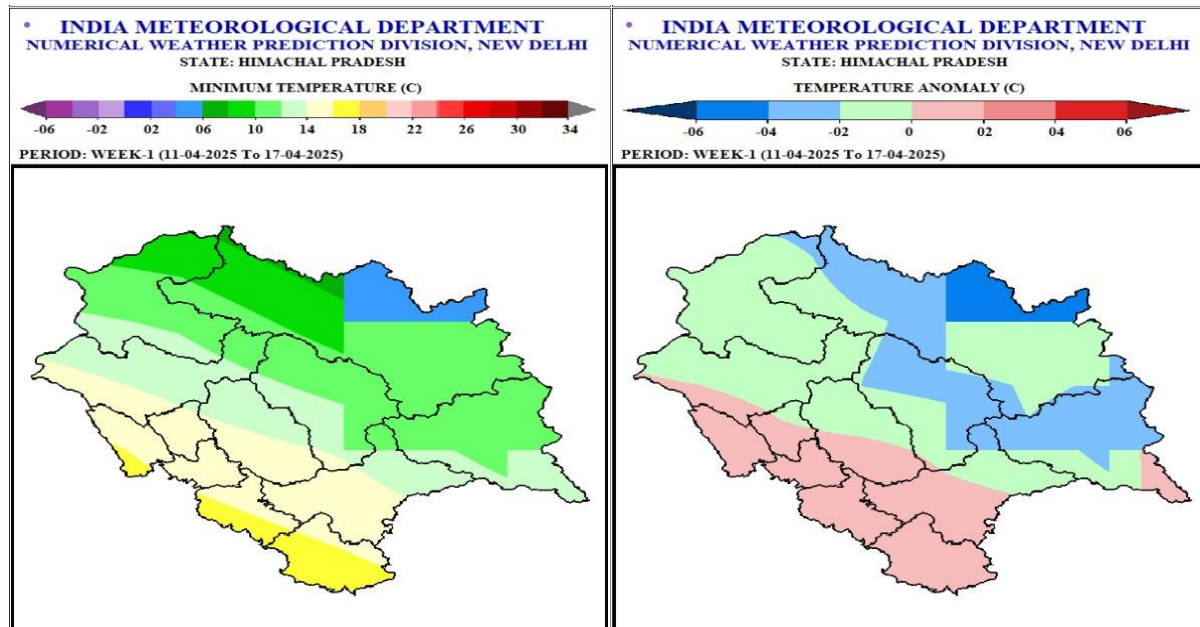 INDIA METEOROLOGICAL DEPARTMENT
NUMERICAL WEATHER PREDICTION DIVISION, NEW DELHI
STATE: HIMACHAL PRADESH
MINIMUM TEMPERATURE (C)
-06 -02 02 06 10 14 18 22 26 30 34
PERIOD: WEEK-1 (11-04-2025 To 17-04-2025)
INDIA METEOROLOGICAL DEPARTMENT
NUMERICAL WEATHER PREDICTION DIVISION, NEW DELHI
STATE: HIMACHAL PRADESH
TEMPERATURE ANOMALY (C)
-06 -04 -02 0 02 04 06
PERIOD: WEEK-1 (11-04-2025 To 17-04-2025)